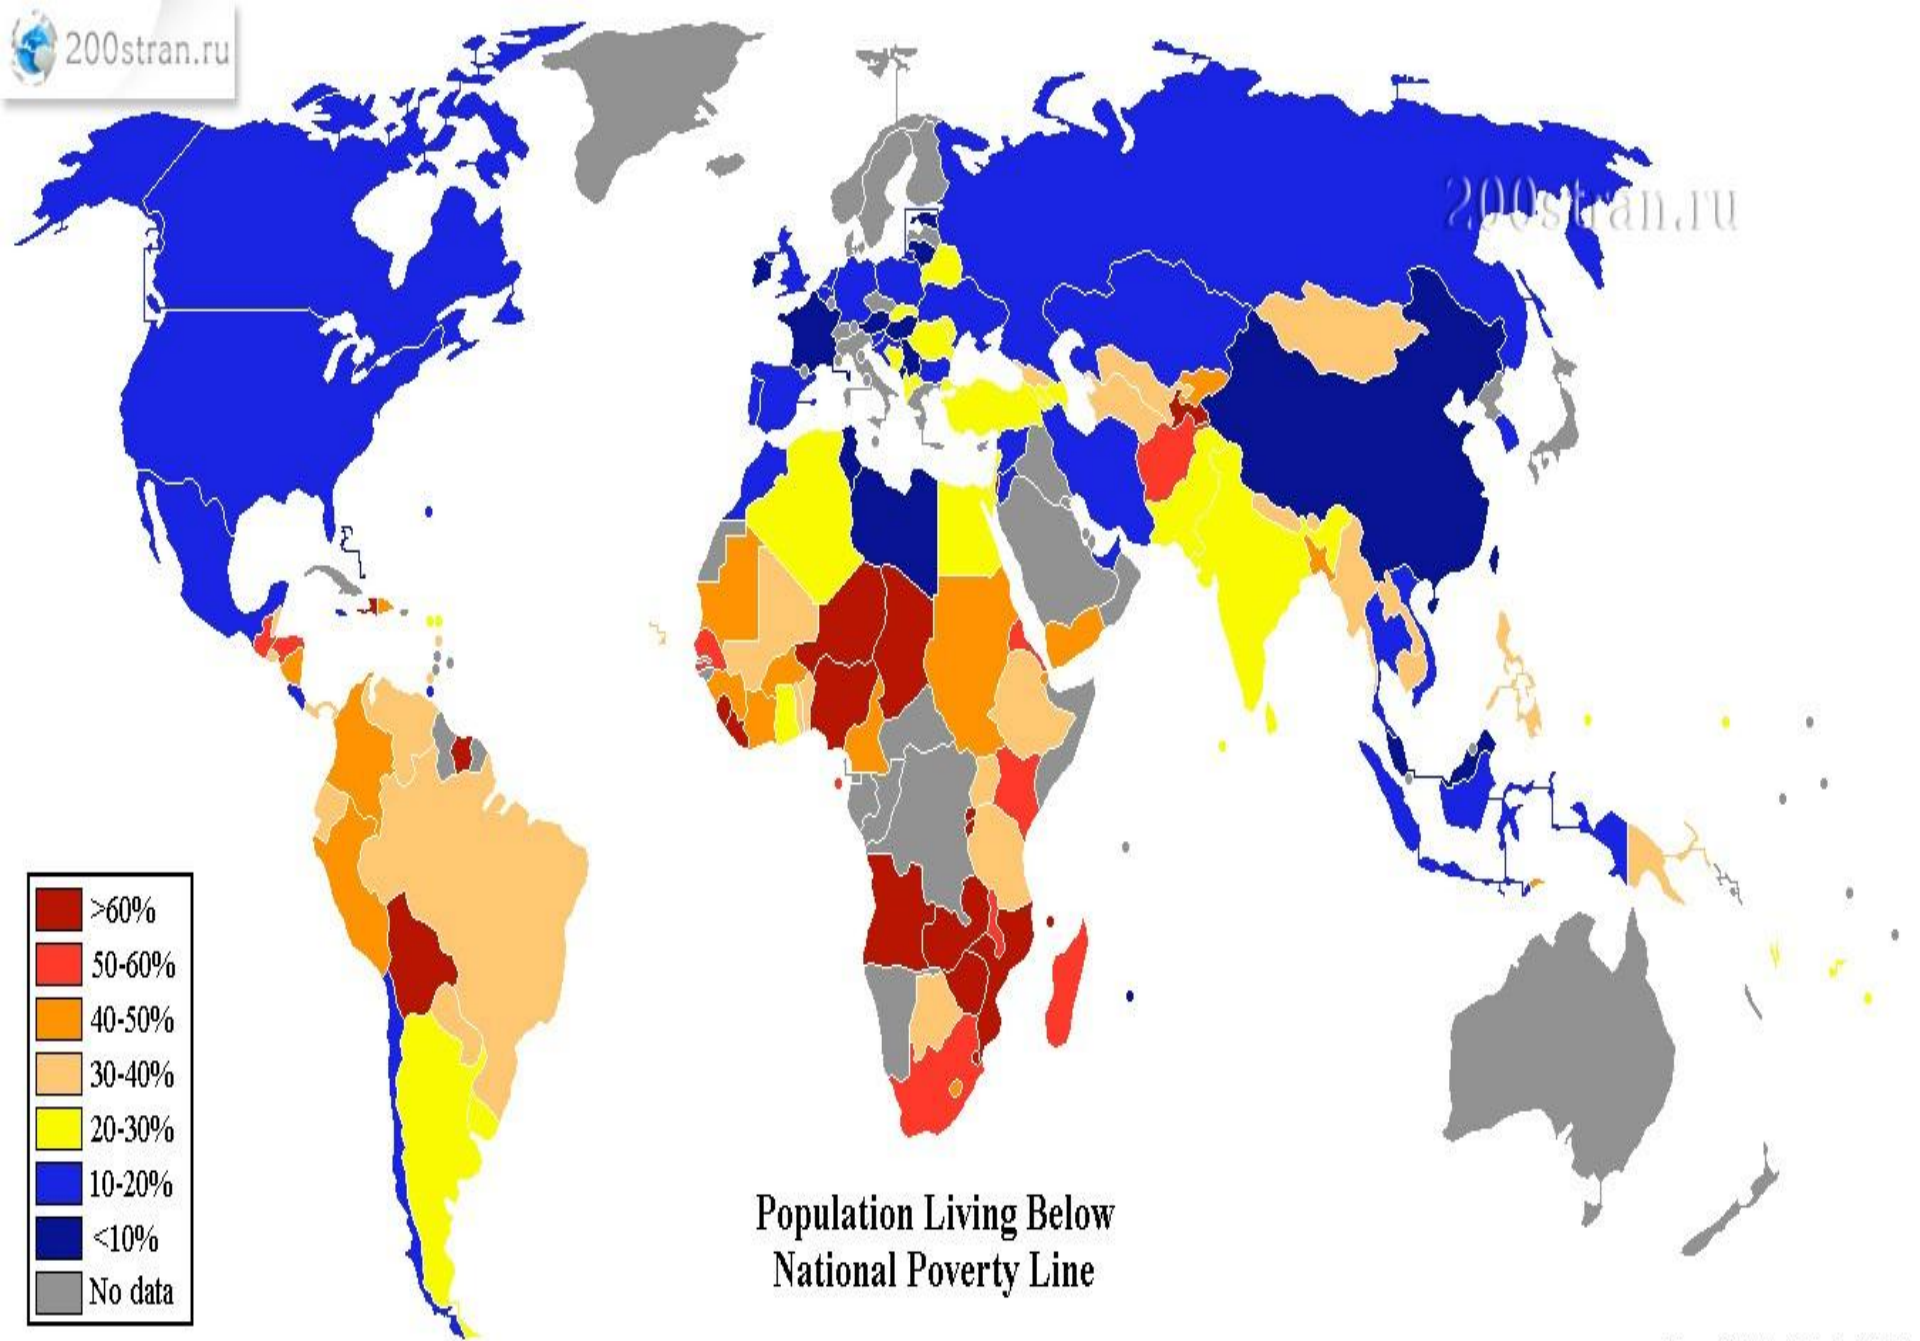 200stran.ru
200stran.ru
>60%
50-60%
40-50%
30-40%
20-30%
10-20%
<10%
No data
Population Living Below
National Poverty Line